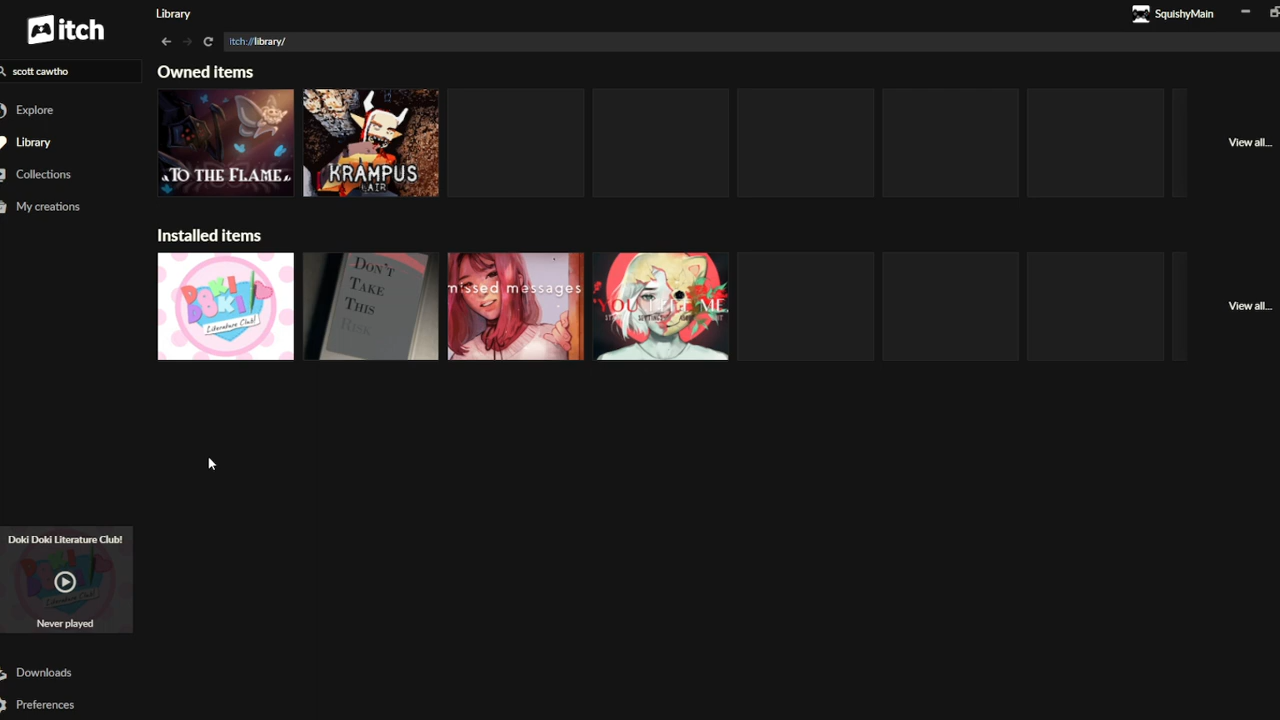 itch
Library
SquishyMain
itch://library/
scott cawtho
Explore
Library
Collections
My creations
Owned items
TO THE FLAME
KRAMPUS
LAIR
View all...
Installed items
DOKI
DOKI
Literature Club!
DON'T
TAKE
THIS
RISK
missed messages
View all...
Doki Doki Literature Club!
Never played
Downloads
Preferences